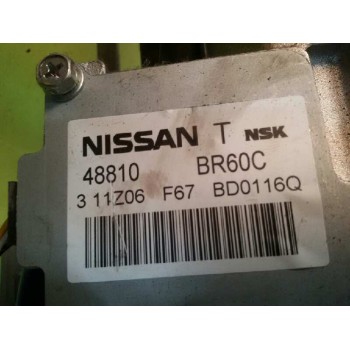 NISSAN T NSK
48810 BR60C
3 11Z06 F67 BD0116Q